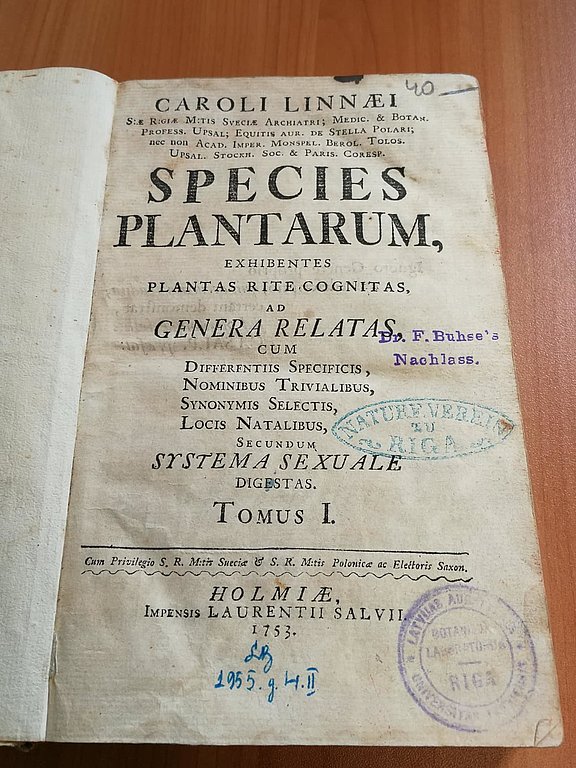 40
CAROLI LINNÆI
S:Æ R:GIÆ M:TIS SVECIÆ ARCHIATRI; MEDIC. & BOTAN.
PROFESS. UPSAL; EQUITIS AUR. DE STELLA POLARI;
nec non ACAD. IMPER. MONSPEL. BEROL. TOLOS.
UPSAL. STOCKH. SOC. & PARIS. CORESP.
SPECIES
PLANTARUM,
EXHIBENTES
PLANTAS RITE COGNITAS,
AD
GENERA RELATAS,
CUM
DIFFERENTIIS SPECIFICIS,
NOMINIBUS TRIVIALIBUS,
SYNONYMIS SELECTIS,
LOCIS NATALIBUS,
SECUNDUM
SYSTEMA SEXUALE
DIGESTAS.
TOMUS I.
Dr. F. Buhse's
Nachlass.
NATURF. VEREIN
ZU
RIGA
Cum Privilegio S. R. M:tis Sueciæ & S. R. M:tis Polonicæ ac Electoris Saxon.
HOLMIÆ,
IMPENSIS LAURENTII SALVII.
1753.
1955. g. 4. II
LATVIJAS
RIGA